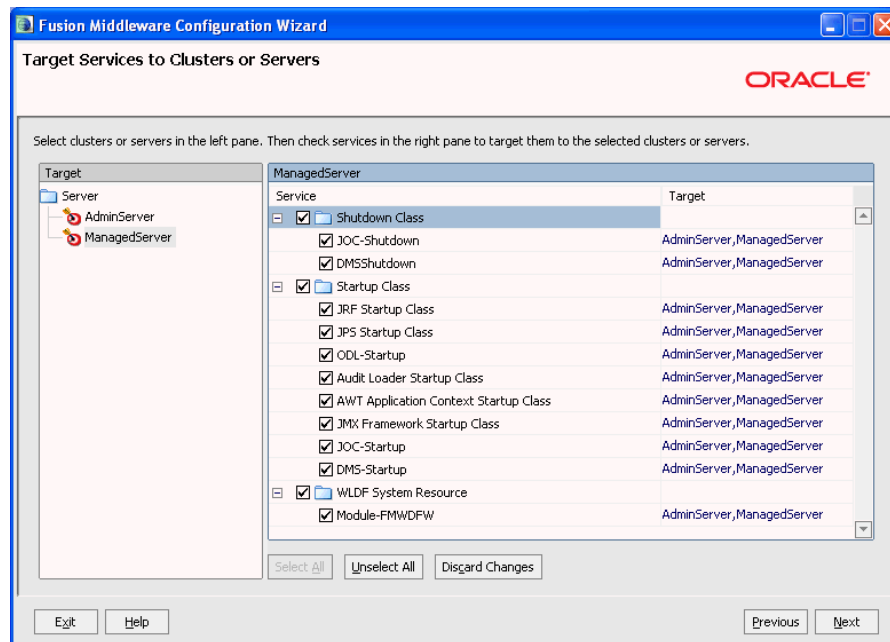 Fusion Middleware Configuration Wizard
Target Services to Clusters or Servers
ORACLE
Select clusters or servers in the left pane. Then check services in the right pane to target them to the selected clusters or servers.
Target
Server
AdminServer
ManagedServer
ManagedServer
Service Target
Shutdown Class
JOC-Shutdown AdminServer,ManagedServer
DMSShutdown AdminServer,ManagedServer
Startup Class
JRF Startup Class AdminServer,ManagedServer
JPS Startup Class AdminServer,ManagedServer
ODL-Startup AdminServer,ManagedServer
Audit Loader Startup Class AdminServer,ManagedServer
AWT Application Context Startup Class AdminServer,ManagedServer
JMX Framework Startup Class AdminServer,ManagedServer
JOC-Startup AdminServer,ManagedServer
DMS-Startup AdminServer,ManagedServer
WLDF System Resource
Module-FMWDFW AdminServer,ManagedServer
Select All Unselect All Discard Changes
Exit Help Previous Next